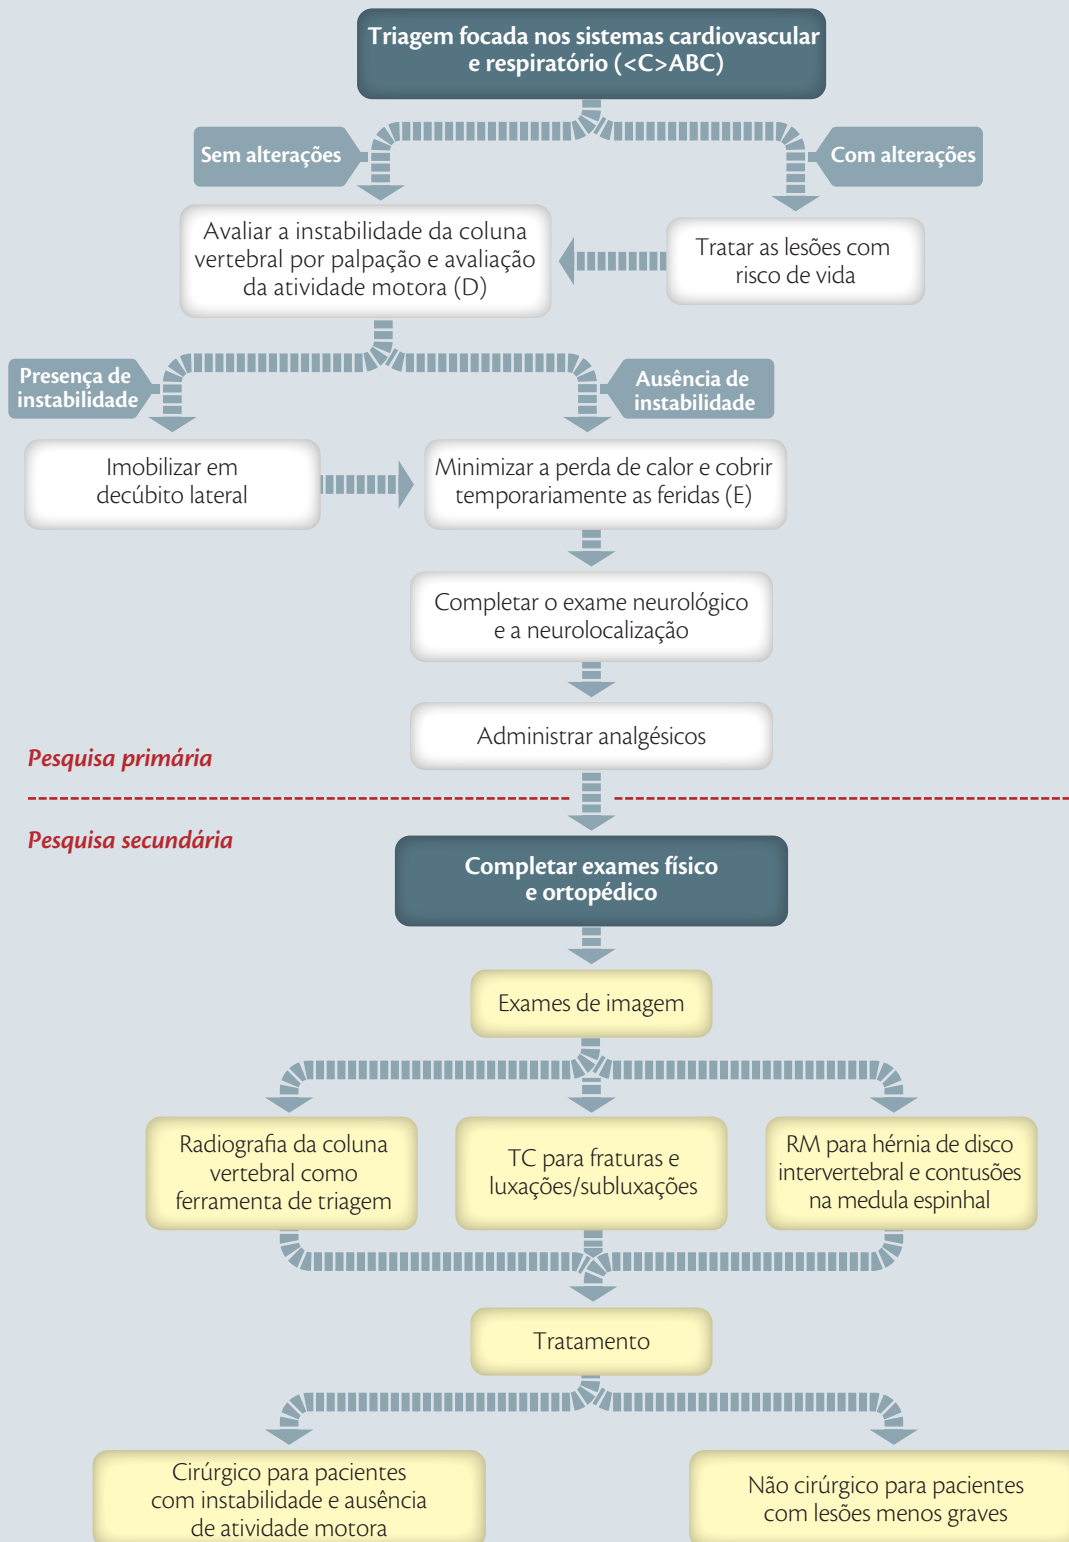 Triagem focada nos sistemas cardiovascular
e respiratório (<C>ABC)
Sem alterações
Com alterações
Avaliar a instabilidade da coluna
vertebral por palpação e avaliação
da atividade motora (D)
Tratar as lesões com
risco de vida
Presença de
instabilidade
Ausência de
instabilidade
Imobilizar em
decúbito lateral
Minimizar a perda de calor e cobrir
temporariamente as feridas (E)
Completar o exame neurológico
e a neurolocalização
Administrar analgésicos
Pesquisa primária
Pesquisa secundária
Completar exames físico
e ortopédico
Exames de imagem
Radiografia da coluna
vertebral como
ferramenta de triagem
TC para fraturas e
luxações/subluxações
RM para hérnia de disco
intervertebral e contusões
na medula espinhal
Tratamento
Cirúrgico para pacientes
com instabilidade e ausência
de atividade motora
Não cirúrgico para pacientes
com lesões menos graves